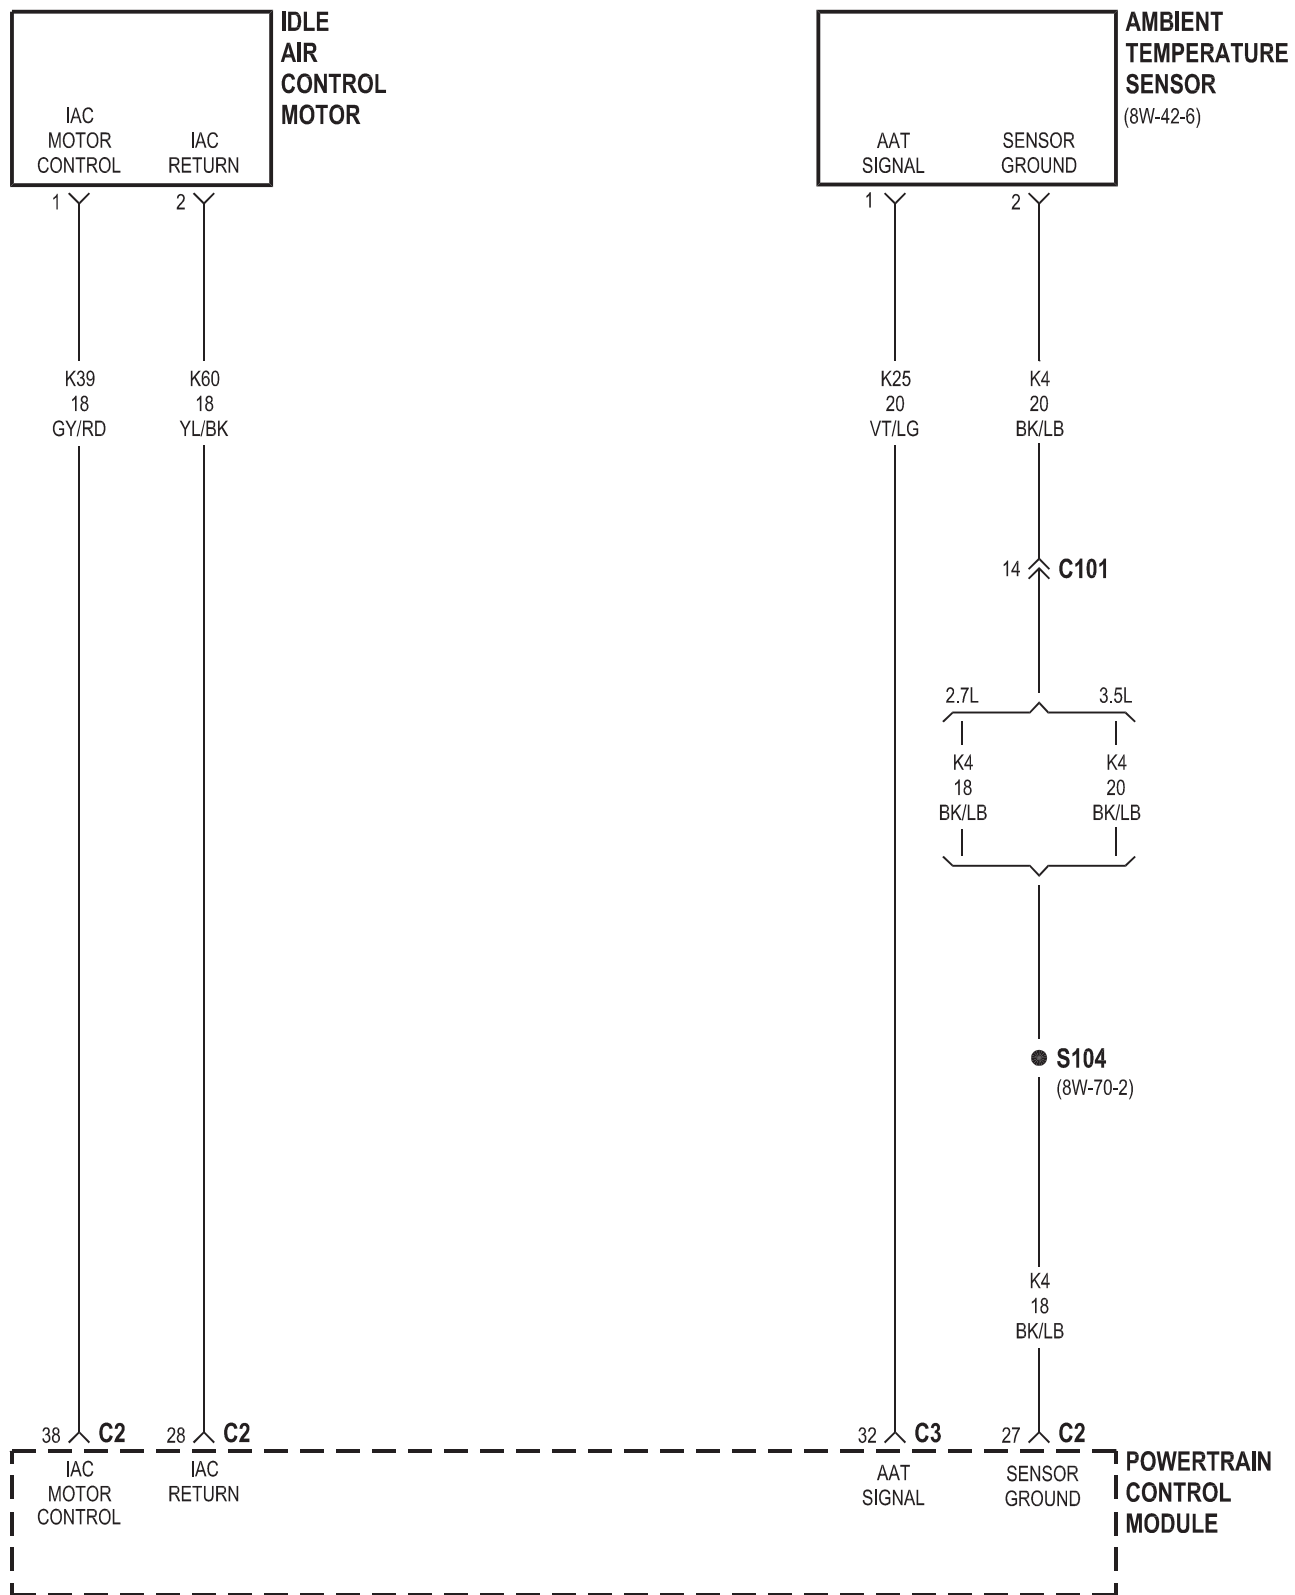 IDLE
AIR
CONTROL
MOTOR
IAC
MOTOR
CONTROL
IAC
RETURN
1
2
AMBIENT
TEMPERATURE
SENSOR
(8W-42-6)
AAT
SIGNAL
SENSOR
GROUND
1
2
K39
18
GY/RD
K60
18
YL/BK
K25
20
VT/LG
K4
20
BK/LB
14 C101
2.7L
3.5L
K4
18
BK/LB
K4
20
BK/LB
S104
(8W-70-2)
K4
18
BK/LB
38 C2
28 C2
32 C3
27 C2
IAC
MOTOR
CONTROL
IAC
RETURN
AAT
SIGNAL
SENSOR
GROUND
POWERTRAIN
CONTROL
MODULE